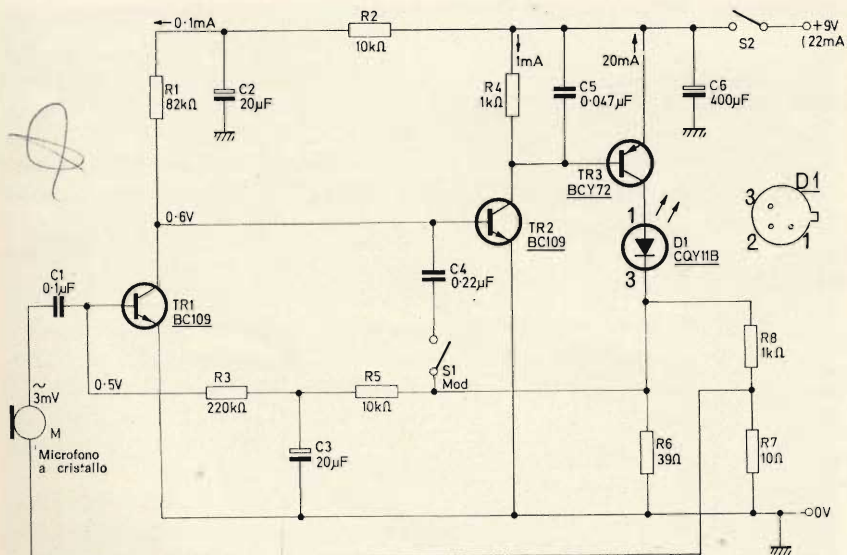 0·1mA
R2
10kΩ
+9V
(22mA
S2
1mA
20mA
R1
82kΩ
C2
20µF
R4
1kΩ
C5
0·047µF
C6
400µF
TR3
BCY72
D1
3
2
1
0·6V
TR2
BC109
1
D1
CQY11B
3
C1
0·1µF
TR1
BC109
C4
0·22µF
R8
1kΩ
S1
Mod
0·5V
R3
220kΩ
R5
10kΩ
~
3mV
M
Microfono
a cristallo
C3
20µF
R6
39Ω
R7
10Ω
-0V